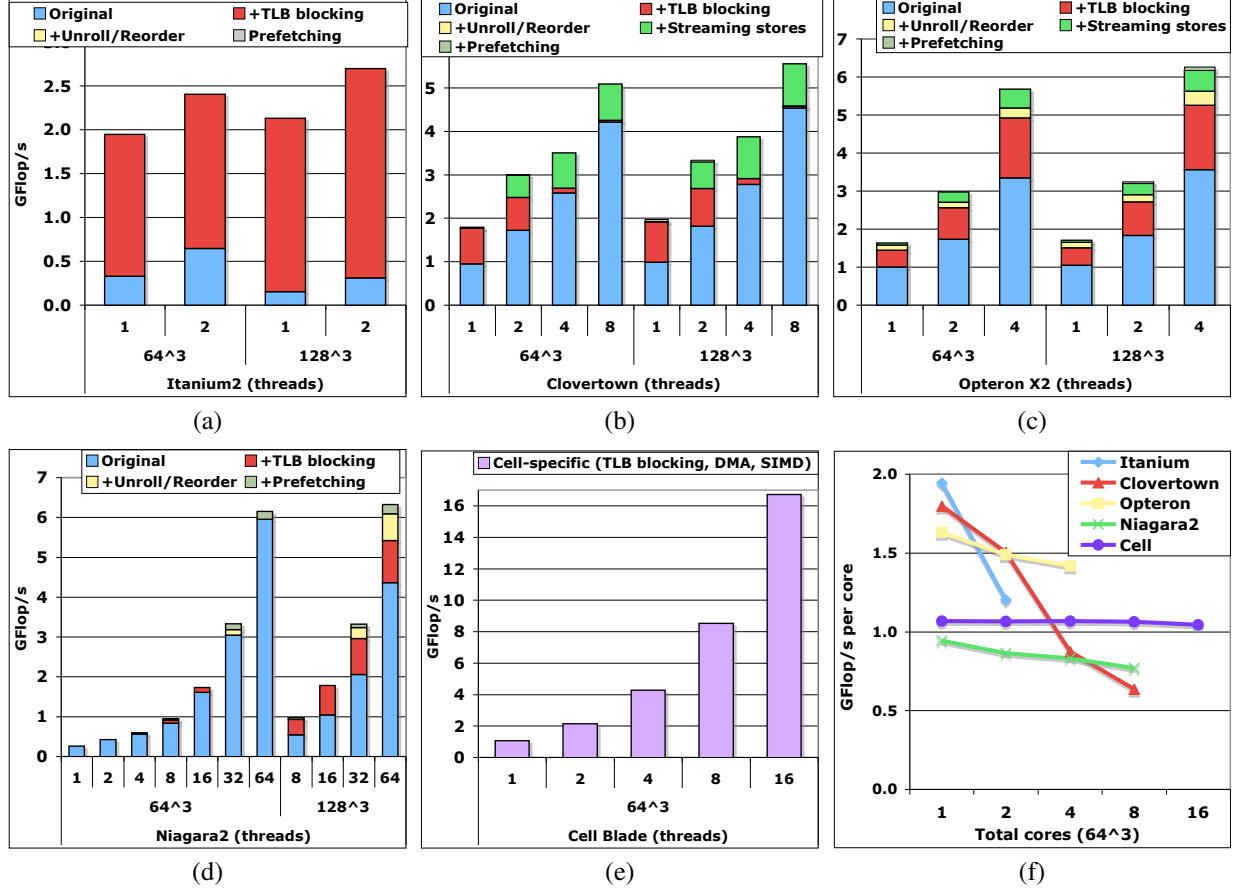 Original +TLB blocking
+Unroll/Reorder Prefetching
GFlop/s
2.5
2.0
1.5
1.0
0.5
0.0
1 2 1 2
64^3 128^3
Itanium2 (threads)
(a)
Original +TLB blocking
+Unroll/Reorder +Streaming stores
+Prefetching
GFlop/s
5
4
3
2
1
0
1 2 4 8 1 2 4 8
64^3 128^3
Clovertown (threads)
(b)
Original +TLB blocking
+Unroll/Reorder +Streaming stores
+Prefetching
GFlop/s
7
6
5
4
3
2
1
0
1 2 4 1 2 4
64^3 128^3
Opteron X2 (threads)
(c)
Original +TLB blocking
+Unroll/Reorder +Prefetching
GFlop/s
7
6
5
4
3
2
1
0
1 2 4 8 16 32 64 8 16 32 64
64^3 128^3
Niagara2 (threads)
(d)
Cell-specific (TLB blocking, DMA, SIMD)
GFlop/s
16
14
12
10
8
6
4
2
0
1 2 4 8 16
64^3
Cell Blade (threads)
(e)
Itanium
Clovertown
Opteron
Niagara2
Cell
GFlop/s per core
2.0
1.5
1.0
0.5
0.0
1 2 4 8 16
Total cores (64^3)
(f)